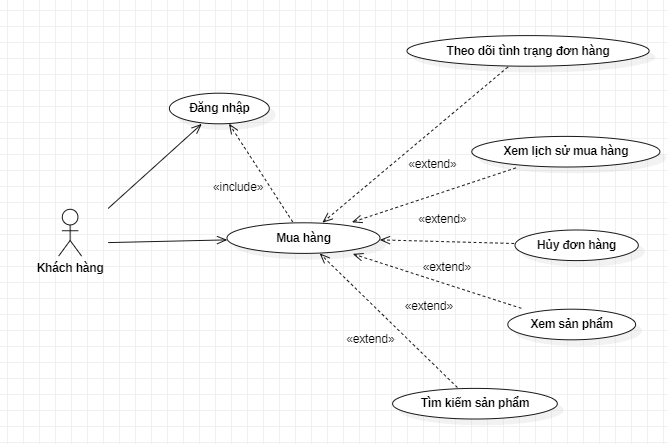 Theo dõi tình trạng đơn hàng
Đăng nhập
Xem lịch sử mua hàng
«extend»
«include»
«extend»
Mua hàng
Hủy đơn hàng
Khách hàng
«extend»
«extend»
Xem sản phẩm
«extend»
Tìm kiếm sản phẩm